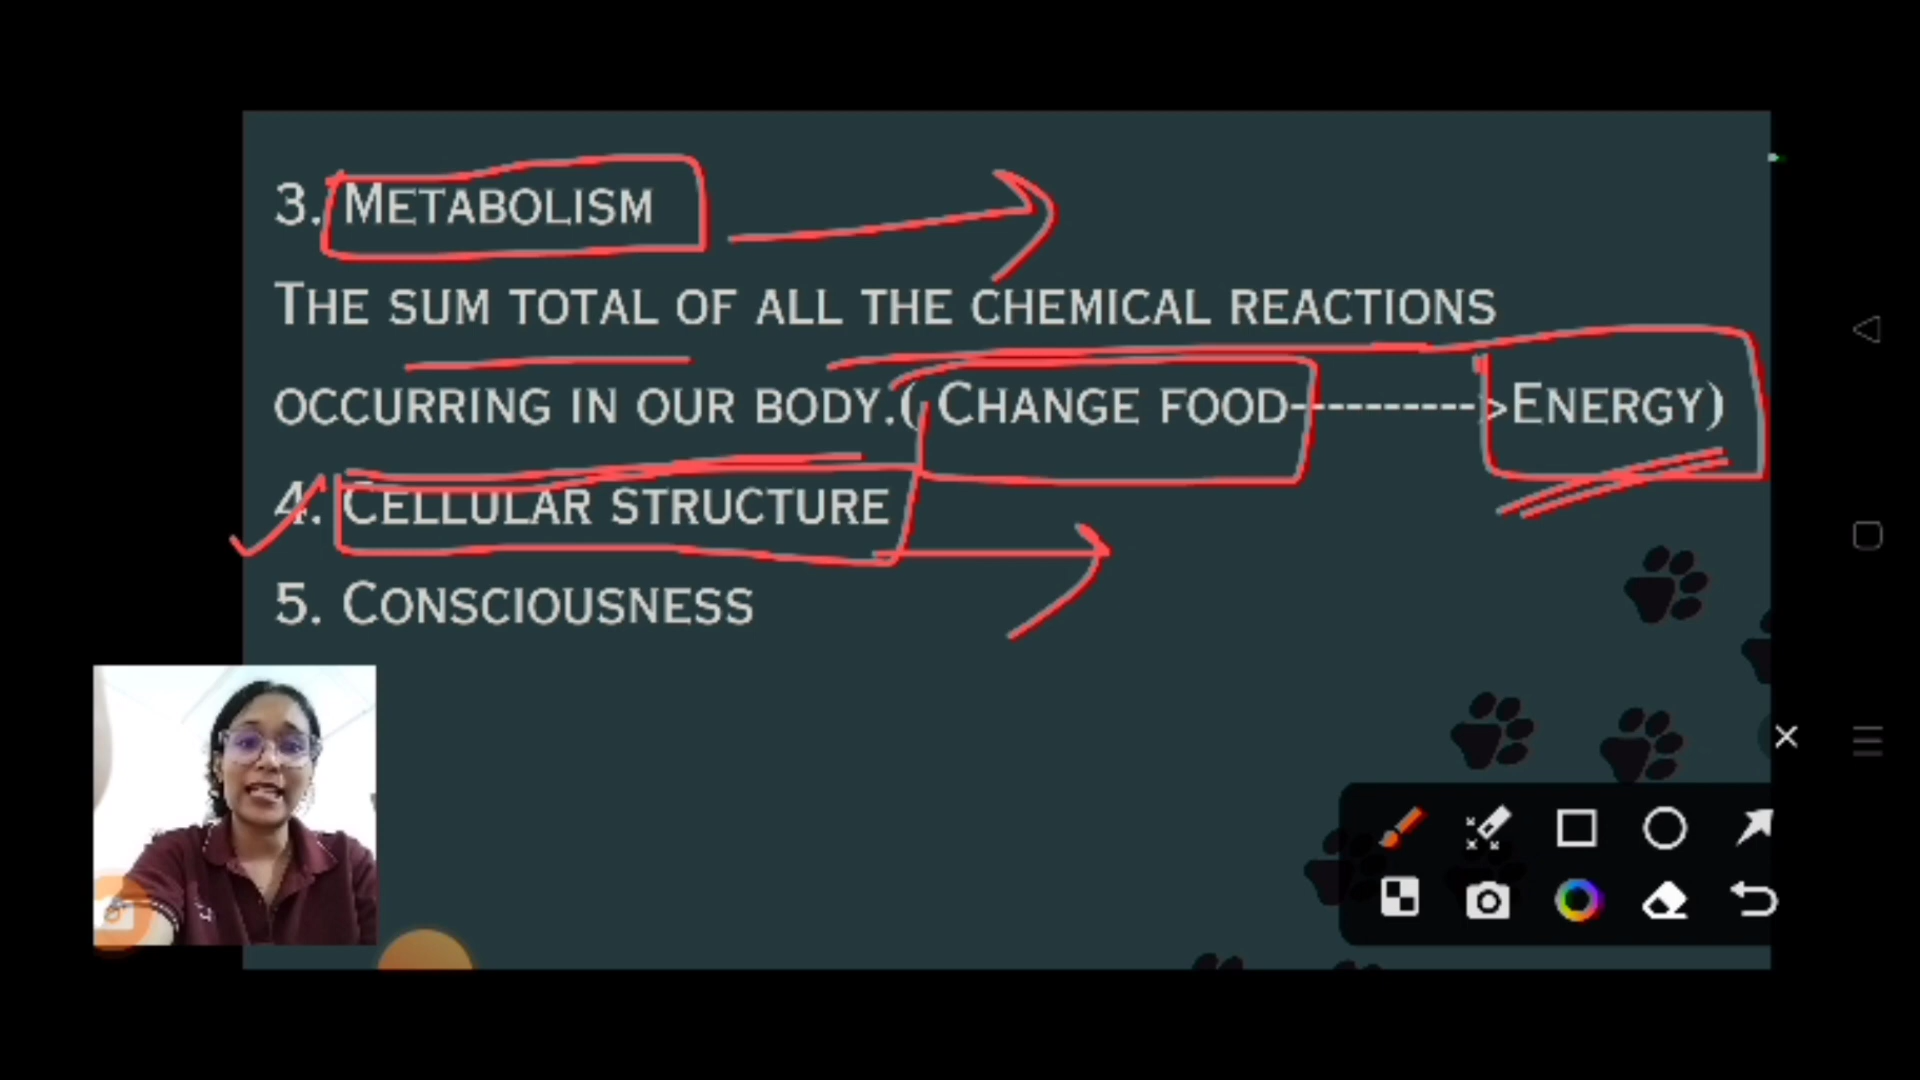 3. Metabolism
The sum total of all the chemical reactions
occurring in our body.( Change food---------->Energy)
4. Cellular structure
5. Consciousness